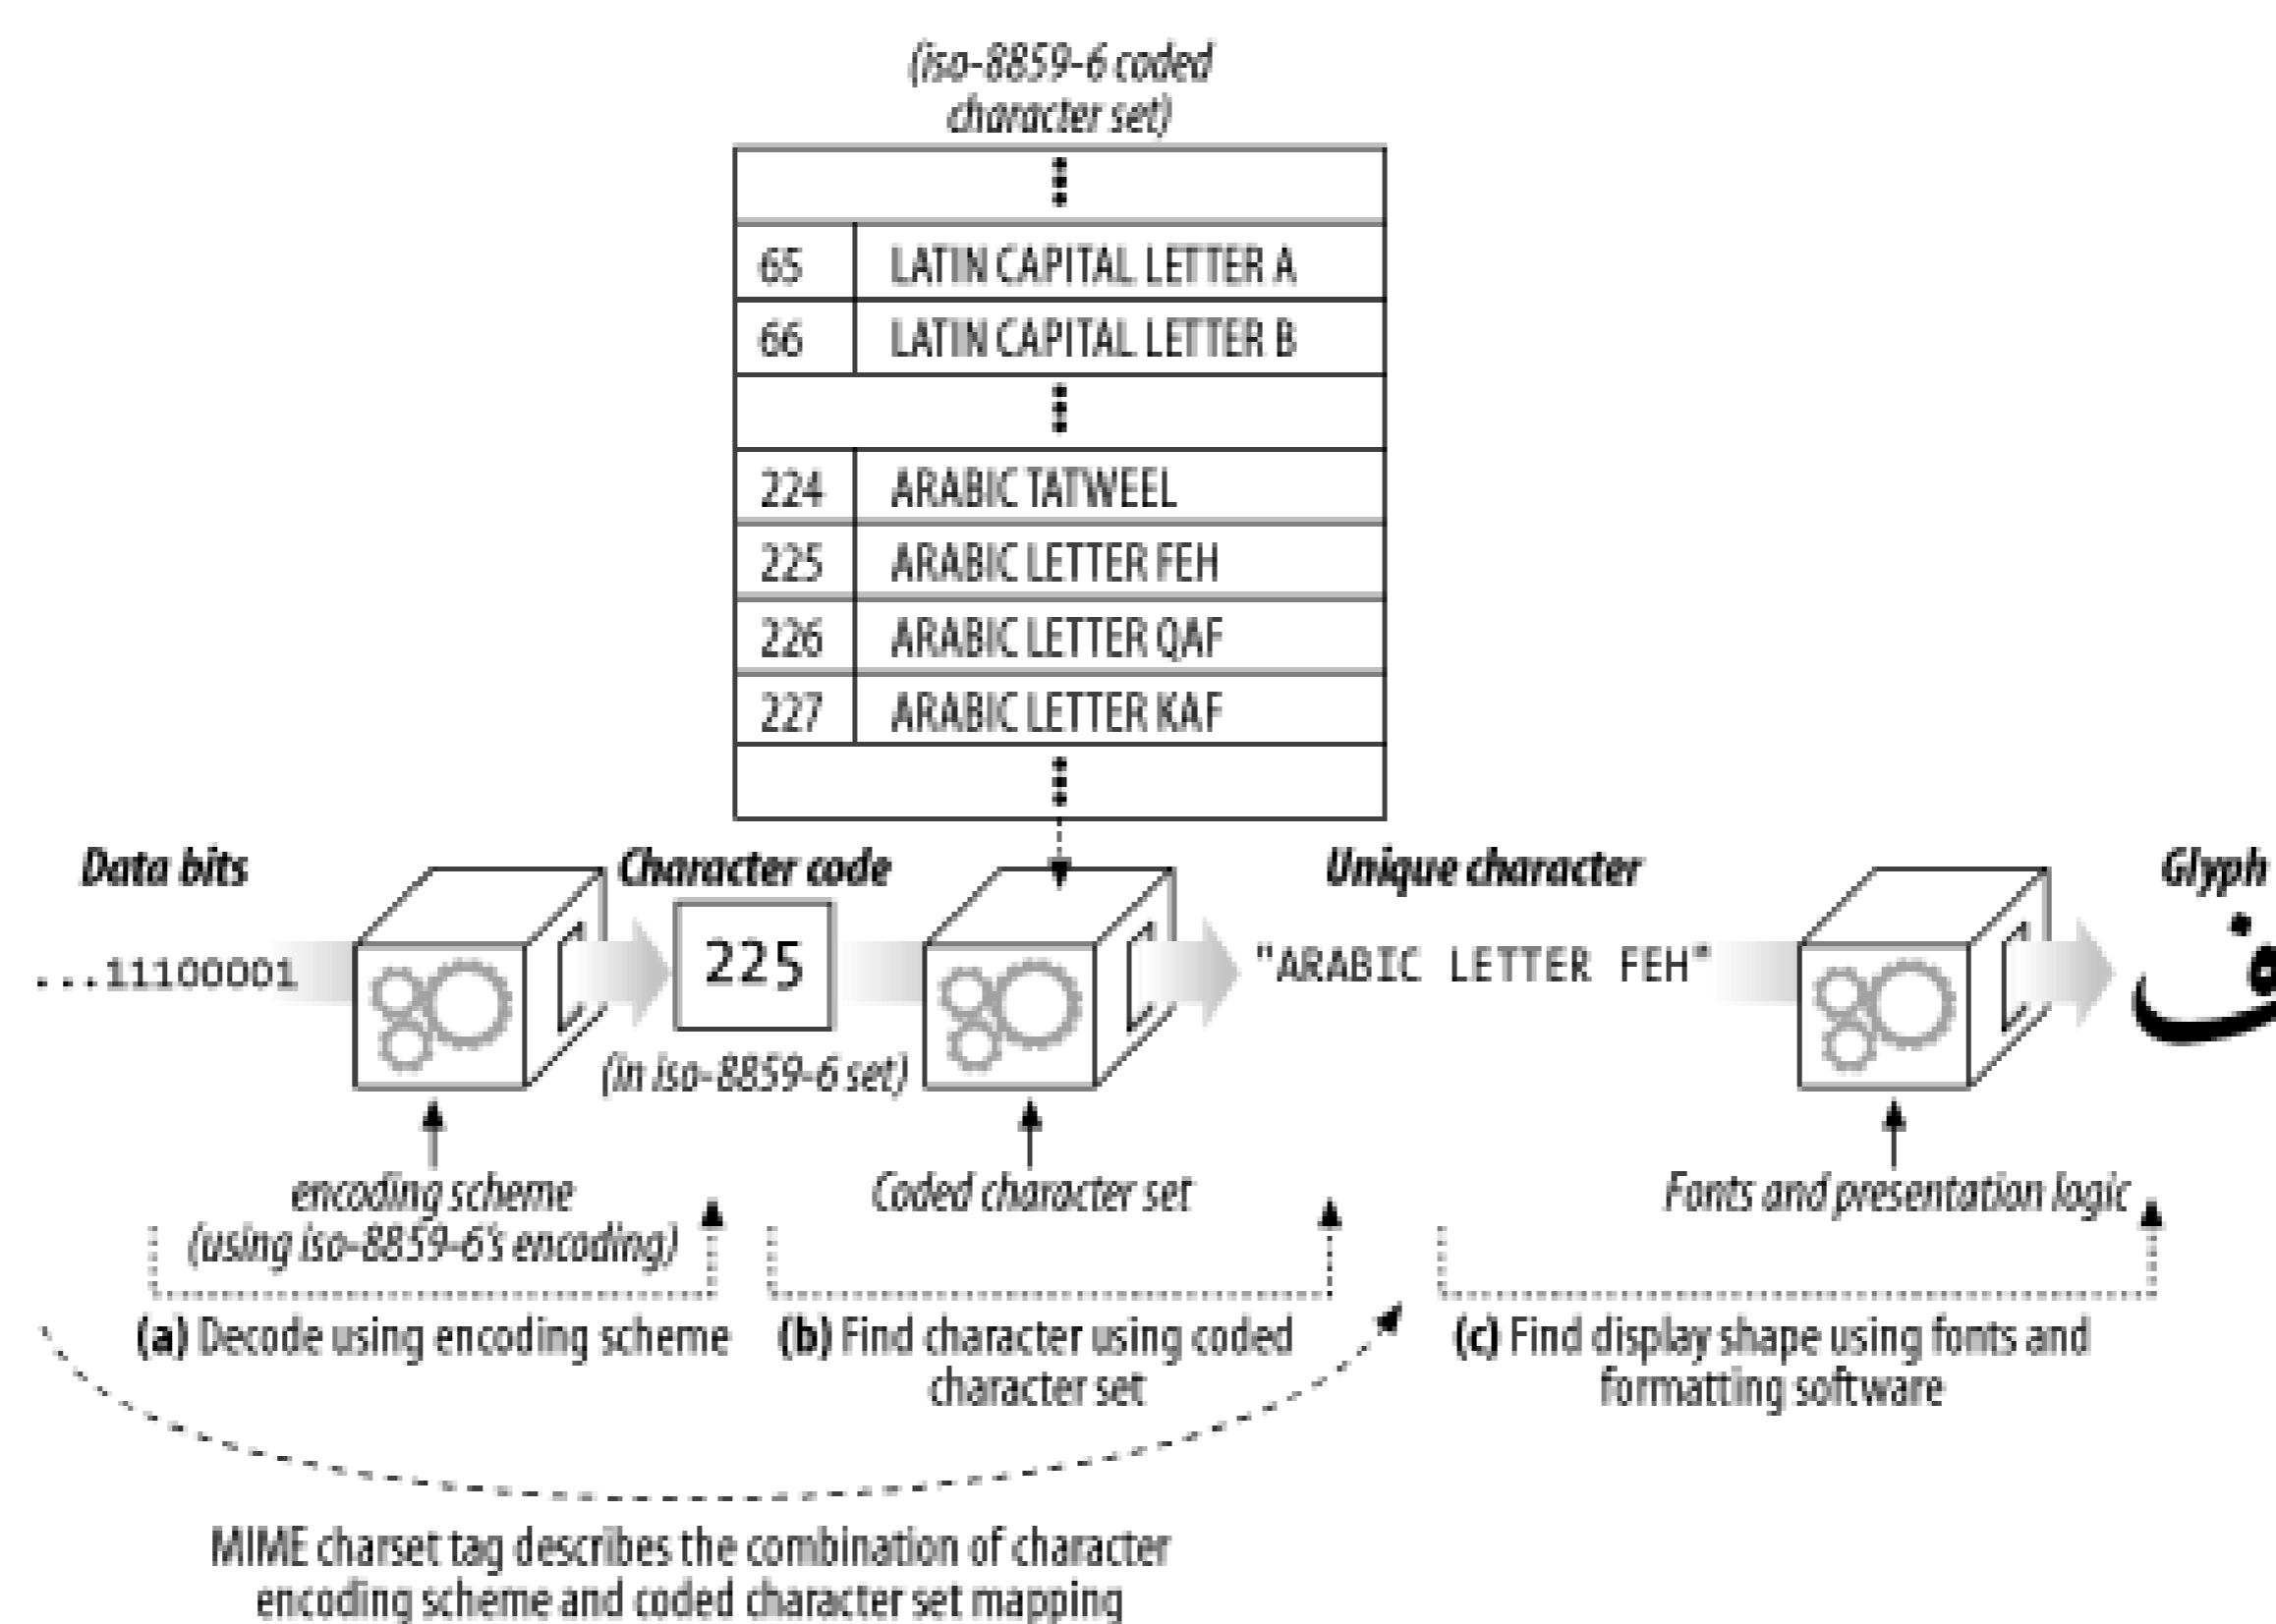 (iso-8859-6 coded
character set)
65 LATIN CAPITAL LETTER A
66 LATIN CAPITAL LETTER B
224 ARABIC TATWEEL
225 ARABIC LETTER FEH
226 ARABIC LETTER QAF
227 ARABIC LETTER KAF
Data bits Character code Unique character Glyph
...11100001 225 "ARABIC LETTER FEH" ف
(in iso-8859-6 set)
encoding scheme Coded character set Fonts and presentation logic
(using iso-8859-6's encoding)
(a) Decode using encoding scheme (b) Find character using coded (c) Find display shape using fonts and
character set formatting software
MIME charset tag describes the combination of character
encoding scheme and coded character set mapping